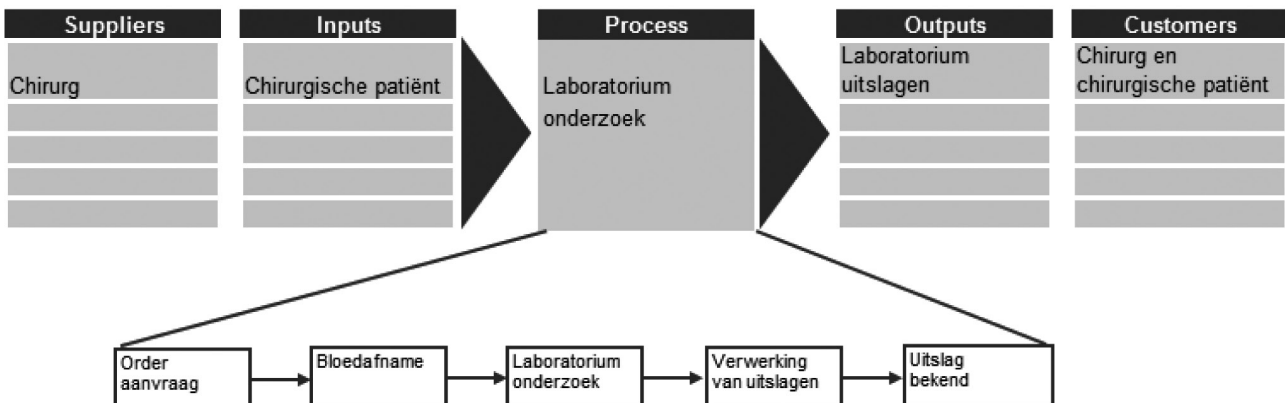 Suppliers
Inputs
Process
Outputs
Customers
Chirurg
Chirurgische patiënt
Laboratorium
onderzoek
Laboratorium
uitslagen
Chirurg en
chirurgische patiënt
Order
aanvraag
Bloedafname
Laboratorium
onderzoek
Verwerking
van uitslagen
Uitslag
bekend